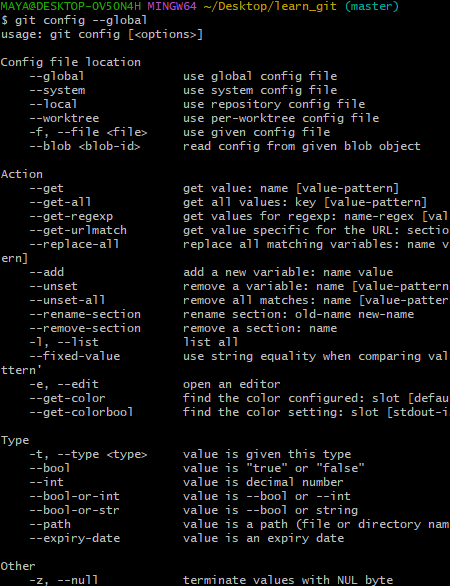 MAYA@DESKTOP-OV5ON4H MINGW64 ~/Desktop/learn_git (master)
$ git config --global
usage: git config [<options>]
Config file location
--global use global config file
--system use system config file
--local use repository config file
--worktree use per-worktree config file
-f, --file <file> use given config file
--blob <blob-id> read config from given blob object
Action
--get get value: name [value-pattern]
--get-all get all values: key [value-pattern]
--get-regexp get values for regexp: name-regex [val
--get-urlmatch get value specific for the URL: sectio
--replace-all replace all matching variables: name v
ern]
--add add a new variable: name value
--unset remove a variable: name [value-pattern
--unset-all remove all matches: name [value-patter
--rename-section rename section: old-name new-name
--remove-section remove a section: name
-l, --list list all
--fixed-value use string equality when comparing val
ttern'
-e, --edit open an editor
--get-color find the color configured: slot [defau
--get-colorbool find the color setting: slot [stdout-i
Type
-t, --type <type> value is given this type
--bool value is "true" or "false"
--int value is decimal number
--bool-or-int value is --bool or --int
--bool-or-str value is --bool or string
--path value is a path (file or directory nam
--expiry-date value is an expiry date
Other
-z, --null terminate values with NUL byte